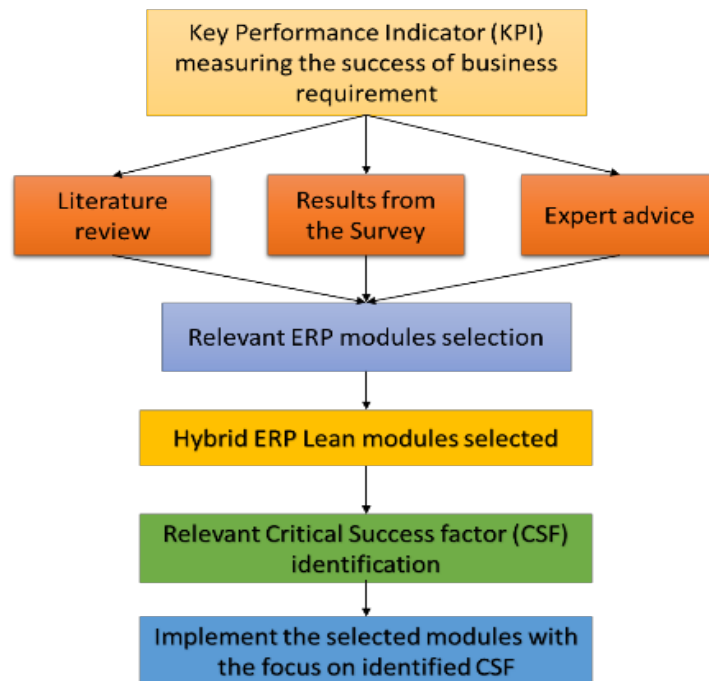 Key Performance Indicator (KPI)
measuring the success of business
requirement
Literature
review
Results from
the Survey
Expert advice
Relevant ERP modules selection
Hybrid ERP Lean modules selected
Relevant Critical Success factor (CSF)
identification
Implement the selected modules with
the focus on identified CSF